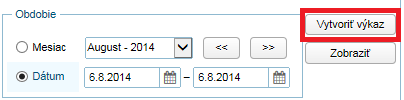 Obdobie
Mesiac August - 2014 << >>
Dátum 6.8.2014 – 6.8.2014
Vytvoriť výkaz
Zobraziť